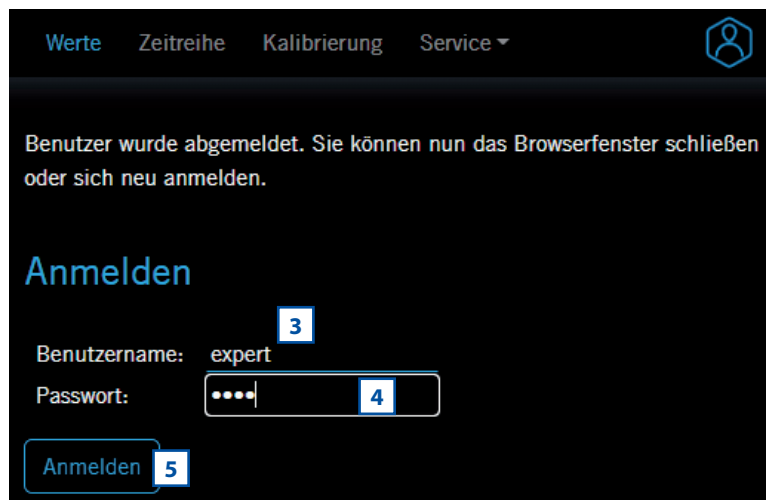 Werte Zeitreihe Kalibrierung Service
Benutzer wurde abgemeldet. Sie können nun das Browserfenster schließen
oder sich neu anmelden.
Anmelden
3
Benutzername: expert
Passwort: •••• 4
Anmelden 5